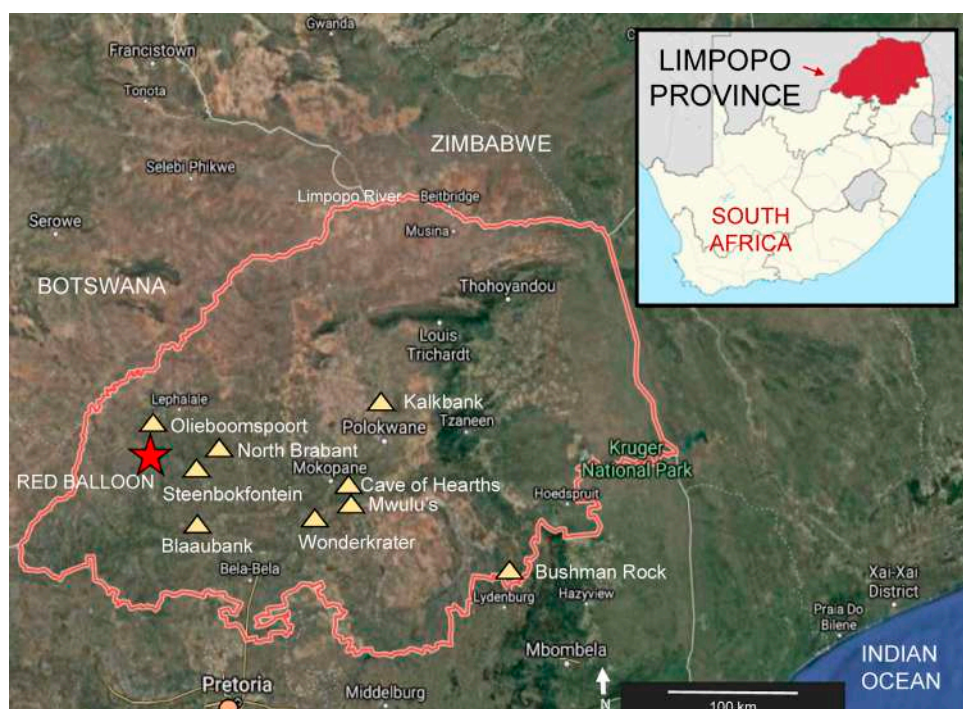 Gwanda
Francistown
Tonota
ZIMBABWE
Selebi Phikwe
Limpopo River
Beitbridge
Serowe
Musina
BOTSWANA
Thohoyandou
Louis
Trichardt
Lephalale
Kalkbank
Olieboomspoort
Polokwane
Tzaneen
North Brabant
Kruger
National Park
Mokopane
RED BALLOON
Steenbokfontein
Cave of Hearths
Hoedspruit
Mwulu's
Blaaubank
Wonderkrater
Bela-Bela
Bushman Rock
Lydenburg
Hazyview
Xai-Xai
District
Praia Do
Bilene
Mbombela
INDIAN
OCEAN
Pretoria
Middelburg
N
100 km
LIMPOPO
PROVINCE
SOUTH
AFRICA